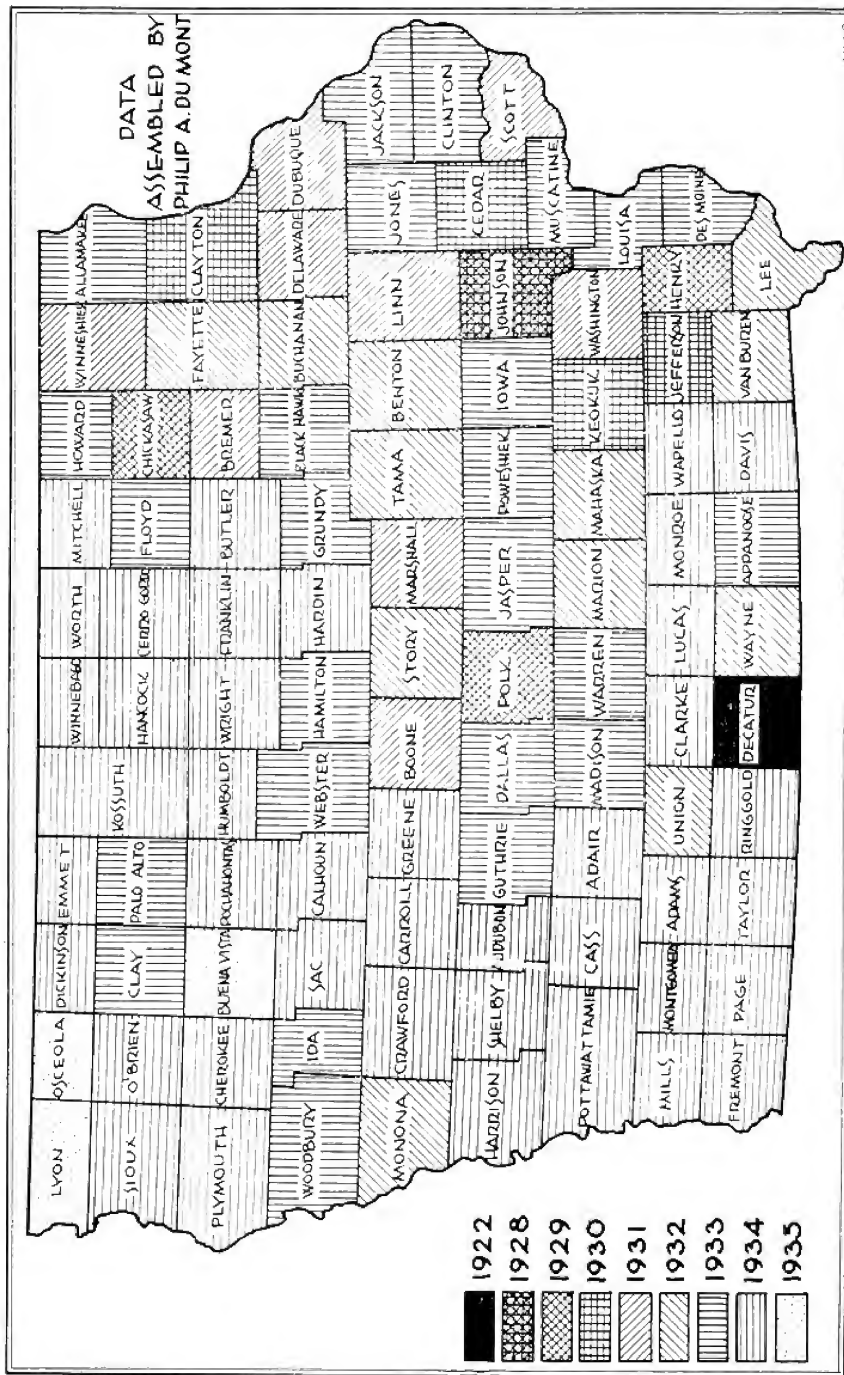 DATA
ASSEMBLED BY
PHILIP A. DU MONT
LYON
OSCEOLA
DICKINSON
EMMET
KOSSUTH
WINNEBAGO
WORTH
MITCHELL
HOWARD
WINNESHIEK
ALLAMAKEE
SIOUX
O'BRIEN
CLAY
PALO ALTO
HANCOCK
CERRO GORDO
FLOYD
CHICKASAW
FAYETTE
CLAYTON
PLYMOUTH
CHEROKEE
BUENA VISTA
POCAHONTAS
HUMBOLDT
WRIGHT
FRANKLIN
BUTLER
BREMER
WOODBURY
IDA
SAC
CALHOUN
WEBSTER
HAMILTON
HARDIN
GRUNDY
BLACK HAWK
BUCHANAN
DELAWARE
DUBUQUE
MONONA
CRAWFORD
CARROLL
GREENE
BOONE
STORY
MARSHALL
TAMA
BENTON
LINN
JONES
JACKSON
CLINTON
HARRISON
SHELBY
AUDUBON
GUTHRIE
DALLAS
POLK
JASPER
POWESHIEK
IOWA
JOHNSON
CEDAR
SCOTT
MUSCATINE
POTTAWATTAMIE
CASS
ADAIR
MADISON
WARREN
MARION
MAHASKA
KEOKUK
WASHINGTON
LOUISA
MILLS
MONTGOMERY
ADAMS
UNION
CLARKE
LUCAS
MONROE
WAPELLO
JEFFERSON
HENRY
DES MOINES
FREMONT
PAGE
TAYLOR
RINGGOLD
DECATUR
WAYNE
APPANOOSE
DAVIS
VAN BUREN
LEE
1922
1928
1929
1930
1931
1932
1933
1934
1935